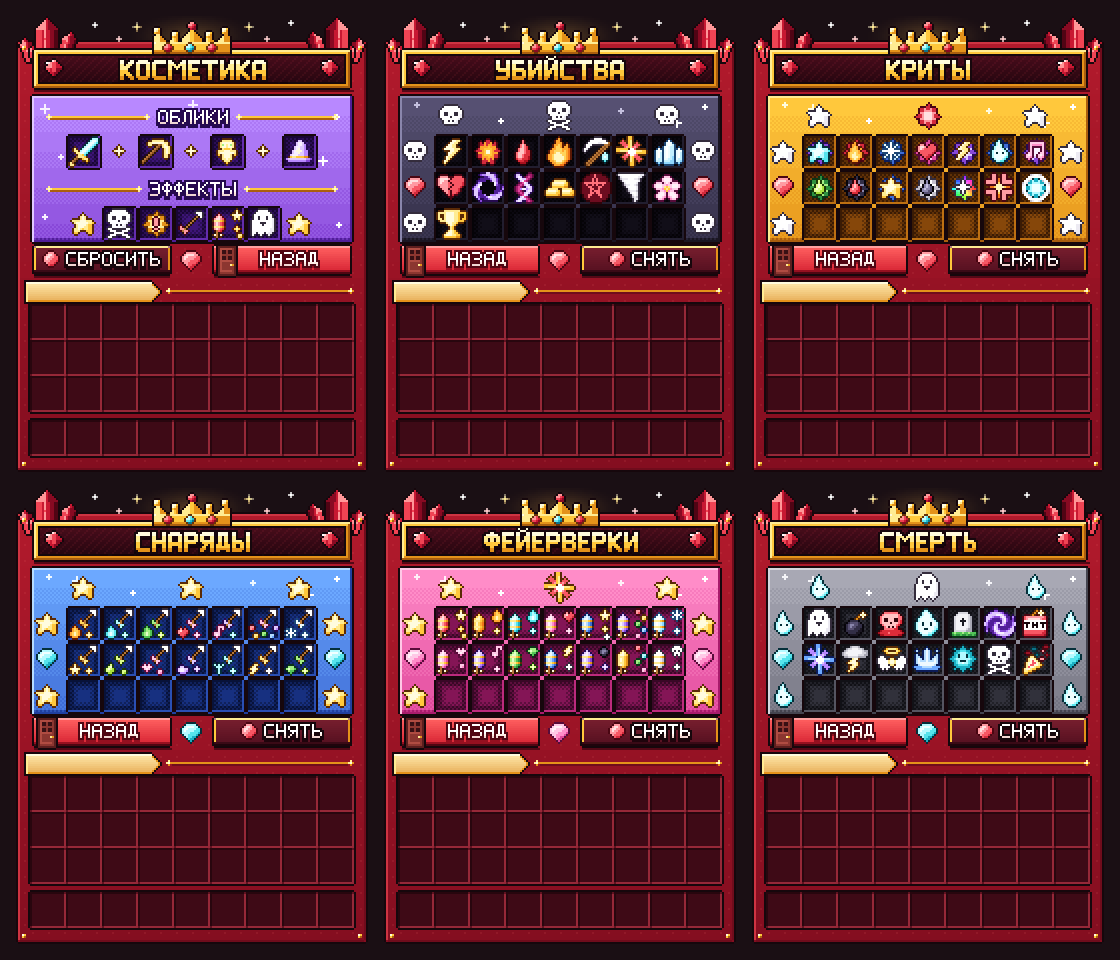 КОСМЕТИКА
ОБЛИКИ
ЭФФЕКТЫ
СБРОСИТЬ
НАЗАД
УБИЙСТВА
НАЗАД
СНЯТЬ
КРИТЫ
НАЗАД
СНЯТЬ
СНАРЯДЫ
НАЗАД
СНЯТЬ
ФЕЙЕРВЕРКИ
НАЗАД
СНЯТЬ
СМЕРТЬ
TNT
НАЗАД
СНЯТЬ